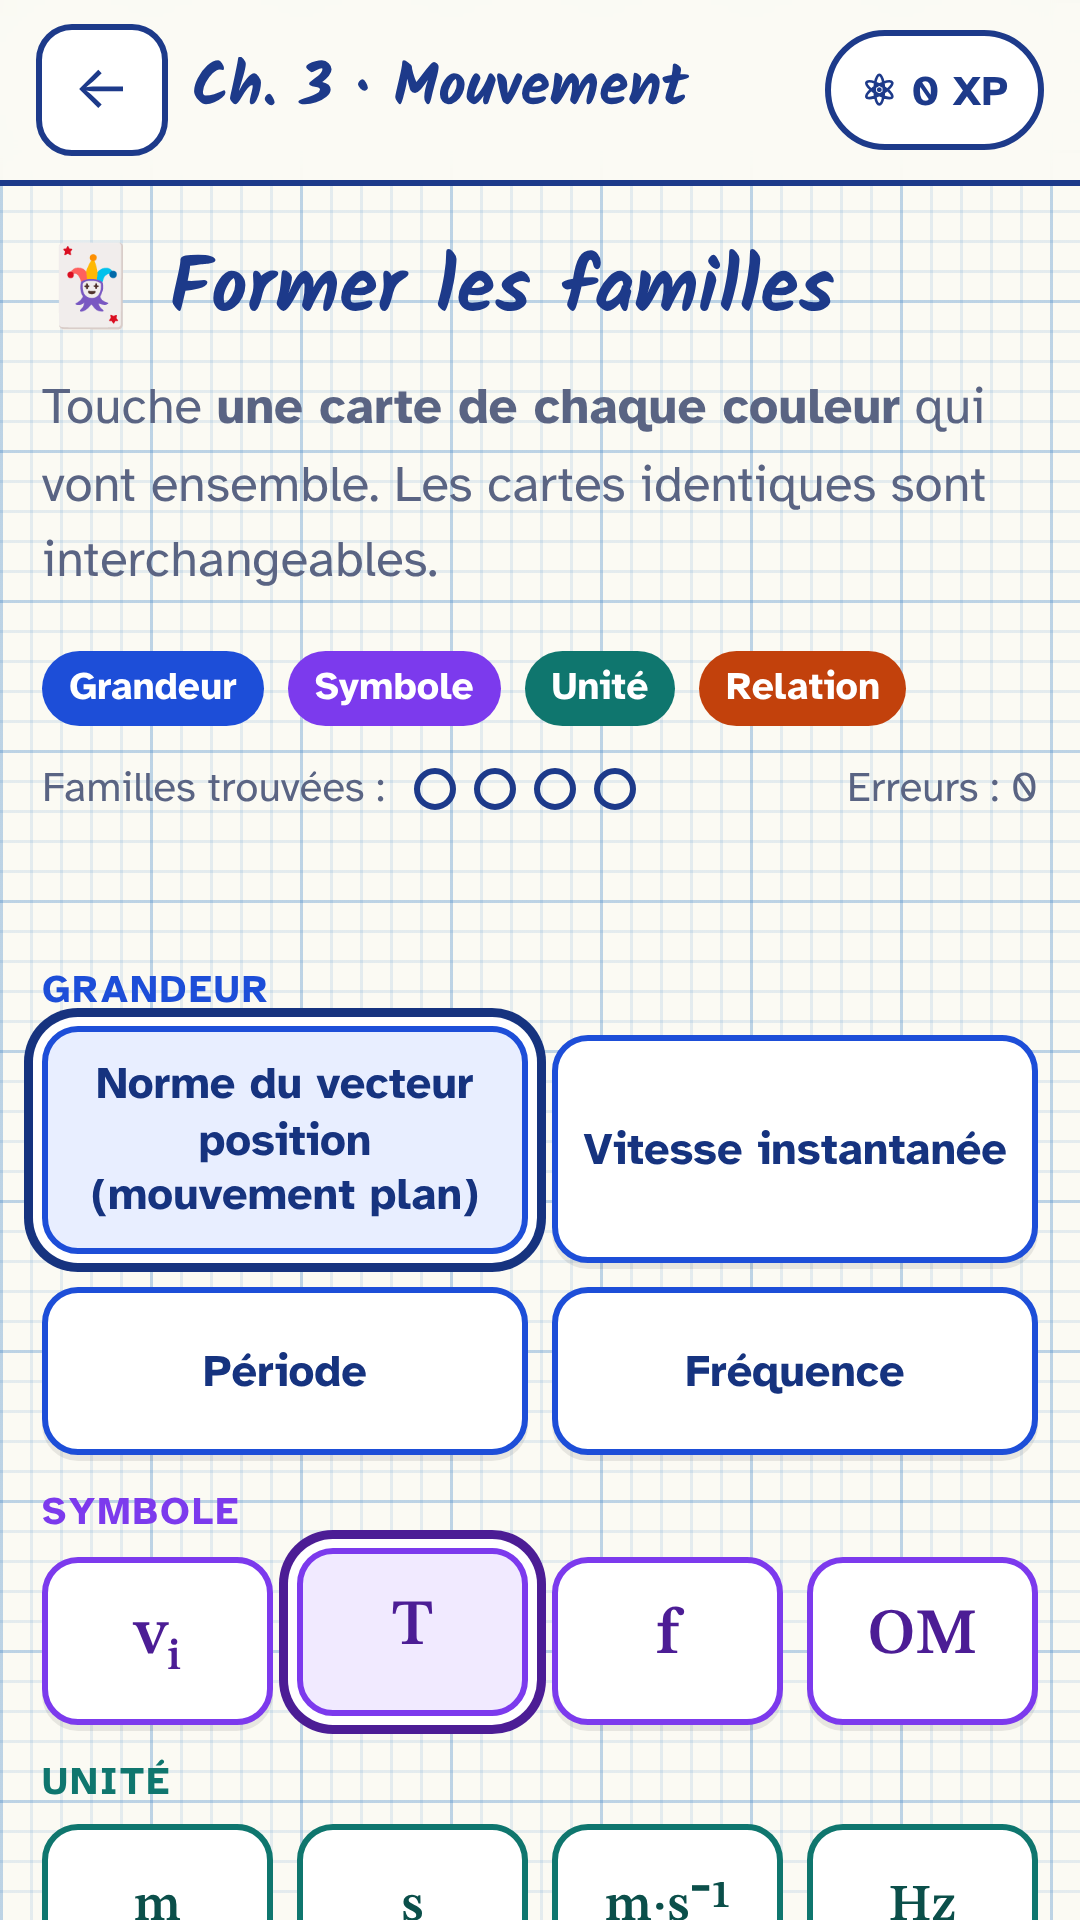 ← Ch. 3 · Mouvement
⚛ 0 XP
🃏 Former les familles
Touche une carte de chaque couleur qui
vont ensemble. Les cartes identiques sont
interchangeables.
Grandeur Symbole Unité Relation
Familles trouvées : Erreurs : 0
GRANDEUR
Norme du vecteur
position
(mouvement plan)
Vitesse instantanée
Période
Fréquence
SYMBOLE
vᵢ T f OM
UNITÉ
m s m·s⁻¹ Hz